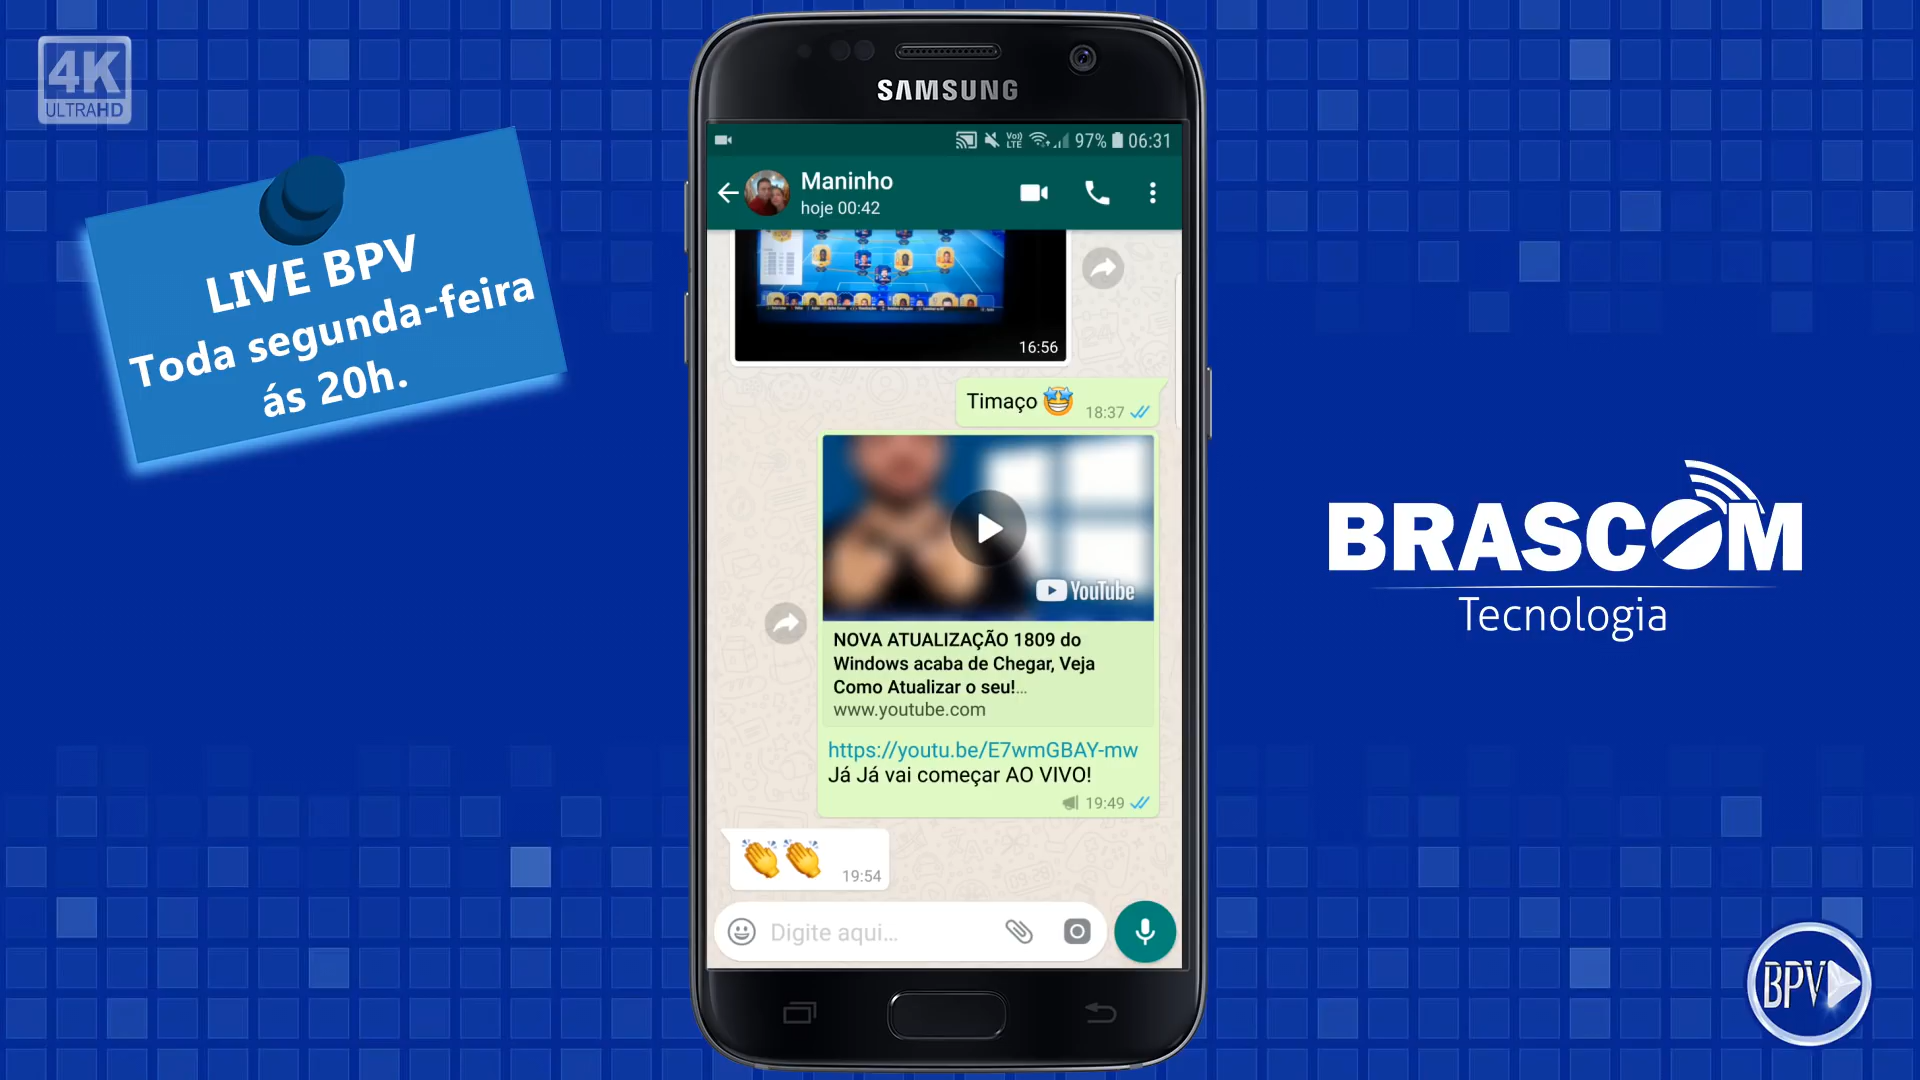 4K
ULTRAHD
LIVE BPV
Toda segunda-feira
ás 20h.
SAMSUNG
Vo))
LTE
97%
06:31
Maninho
hoje 00:42
16:56
Timaço
18:37
YouTube
NOVA ATUALIZAÇÃO 1809 do
Windows acaba de Chegar, Veja
Como Atualizar o seu!...
www.youtube.com
https://youtu.be/E7wmGBAY-mw
Já Já vai começar AO VIVO!
19:49
19:54
Digite aqui...
BRASCOM
Tecnologia
BPV